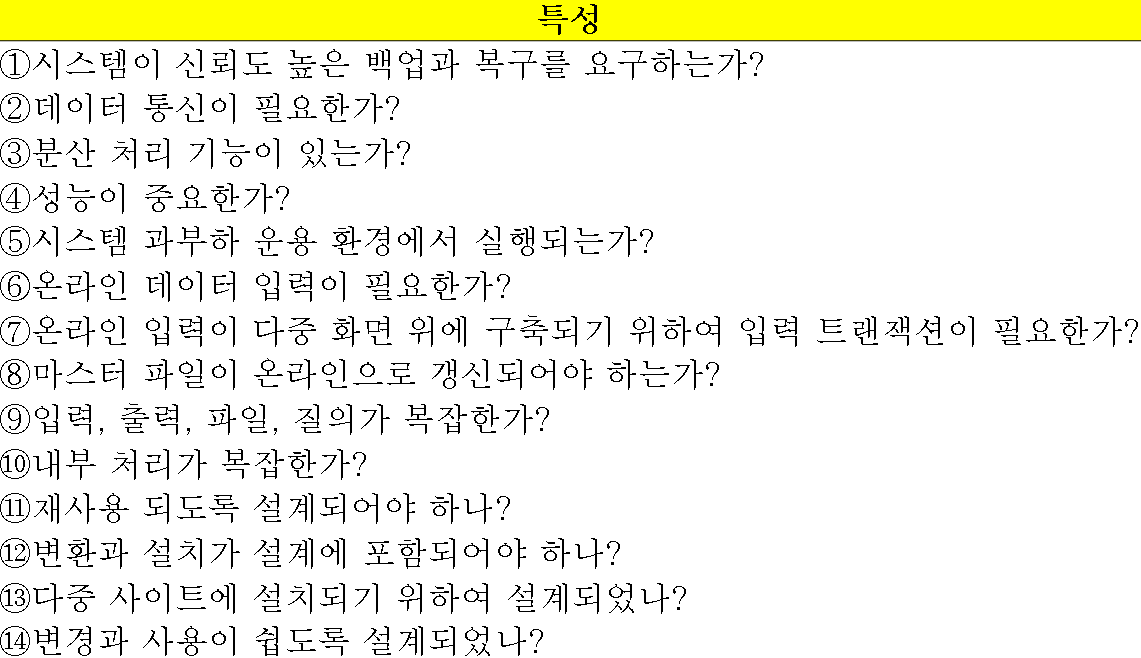 특성
①시스템이 신뢰도 높은 백업과 복구를 요구하는가?
②데이터 통신이 필요한가?
③분산 처리 기능이 있는가?
④성능이 중요한가?
⑤시스템 과부하 운용 환경에서 실행되는가?
⑥온라인 데이터 입력이 필요한가?
⑦온라인 입력이 다중 화면 위에 구축되기 위하여 입력 트랜잭션이 필요한가?
⑧마스터 파일이 온라인으로 갱신되어야 하는가?
⑨입력, 출력, 파일, 질의가 복잡한가?
⑩내부 처리가 복잡한가?
⑪재사용 되도록 설계되어야 하나?
⑫변환과 설치가 설계에 포함되어야 하나?
⑬다중 사이트에 설치되기 위하여 설계되었나?
⑭변경과 사용이 쉽도록 설계되었나?